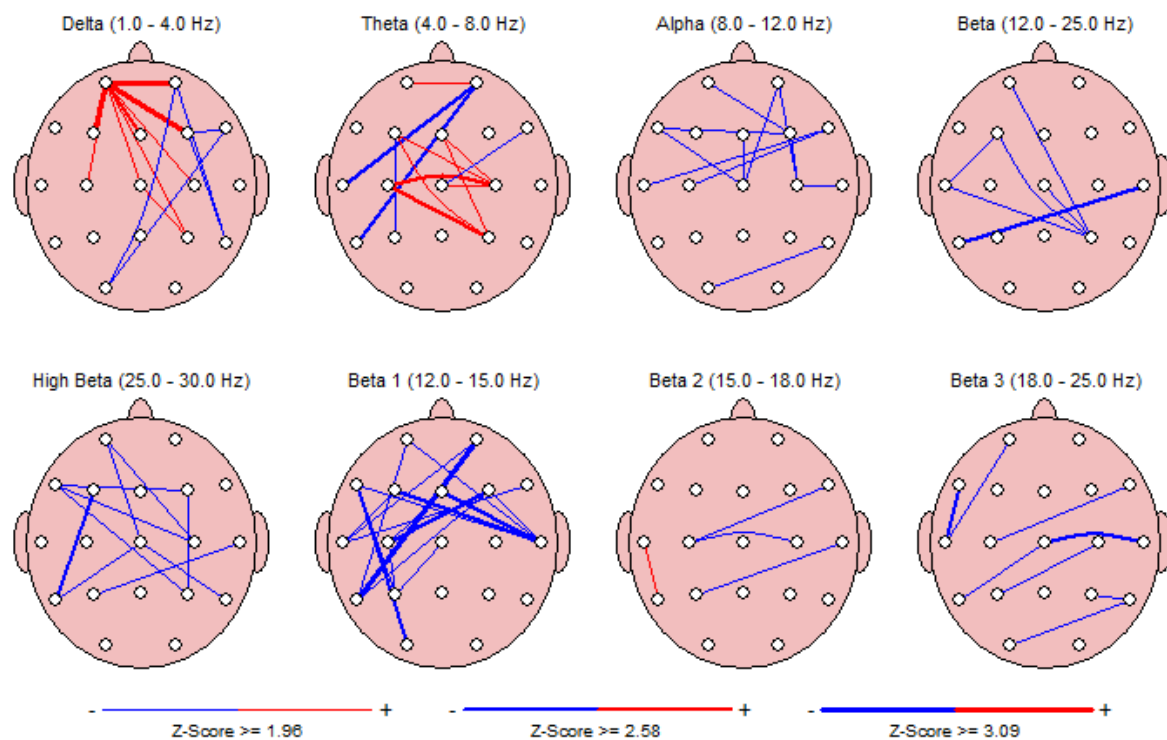 Delta (1.0 - 4.0 Hz) Theta (4.0 - 8.0 Hz) Alpha (8.0 - 12.0 Hz) Beta (12.0 - 25.0 Hz)
High Beta (25.0 - 30.0 Hz) Beta 1 (12.0 - 15.0 Hz) Beta 2 (15.0 - 18.0 Hz) Beta 3 (18.0 - 25.0 Hz)
- + - + - +
Z-Score >= 1.96 Z-Score >= 2.58 Z-Score >= 3.09